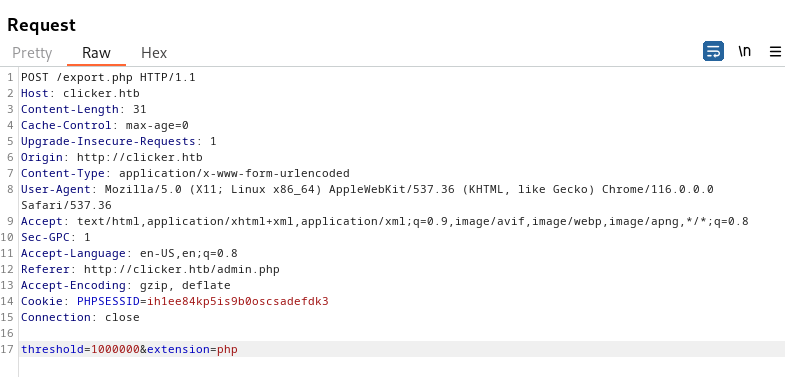 Request
Pretty Raw Hex \n
1 POST /export.php HTTP/1.1
2 Host: clicker.htb
3 Content-Length: 31
4 Cache-Control: max-age=0
5 Upgrade-Insecure-Requests: 1
6 Origin: http://clicker.htb
7 Content-Type: application/x-www-form-urlencoded
8 User-Agent: Mozilla/5.0 (X11; Linux x86_64) AppleWebKit/537.36 (KHTML, like Gecko) Chrome/116.0.0.0
Safari/537.36
9 Accept: text/html,application/xhtml+xml,application/xml;q=0.9,image/avif,image/webp,image/apng,*/*;q=0.8
10 Sec-GPC: 1
11 Accept-Language: en-US,en;q=0.8
12 Referer: http://clicker.htb/admin.php
13 Accept-Encoding: gzip, deflate
14 Cookie: PHPSESSID=ih1ee84kp5is9b0oscsadefdk3
15 Connection: close
16
17 threshold=1000000&extension=php